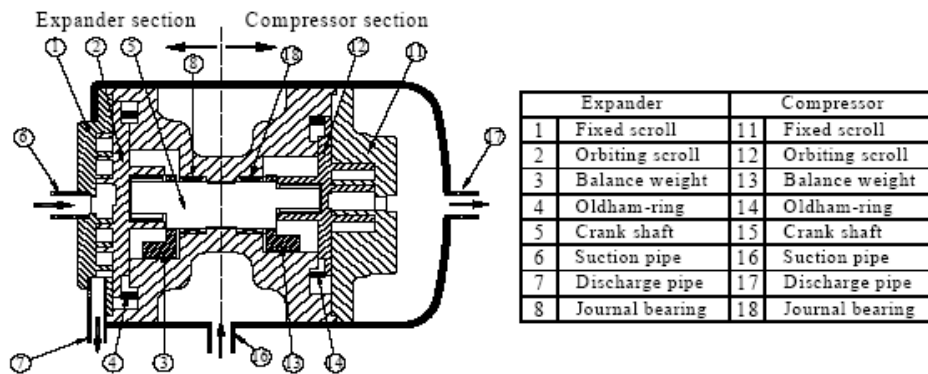 Expander section Compressor section
1 2 5 8 18 12 11
6
17
7 4 3 16 13 14
Expander Compressor
1 Fixed scroll 11 Fixed scroll
2 Orbiting scroll 12 Orbiting scroll
3 Balance weight 13 Balance weight
4 Oldham-ring 14 Oldham-ring
5 Crank shaft 15 Crank shaft
6 Suction pipe 16 Suction pipe
7 Discharge pipe 17 Discharge pipe
8 Journal bearing 18 Journal bearing